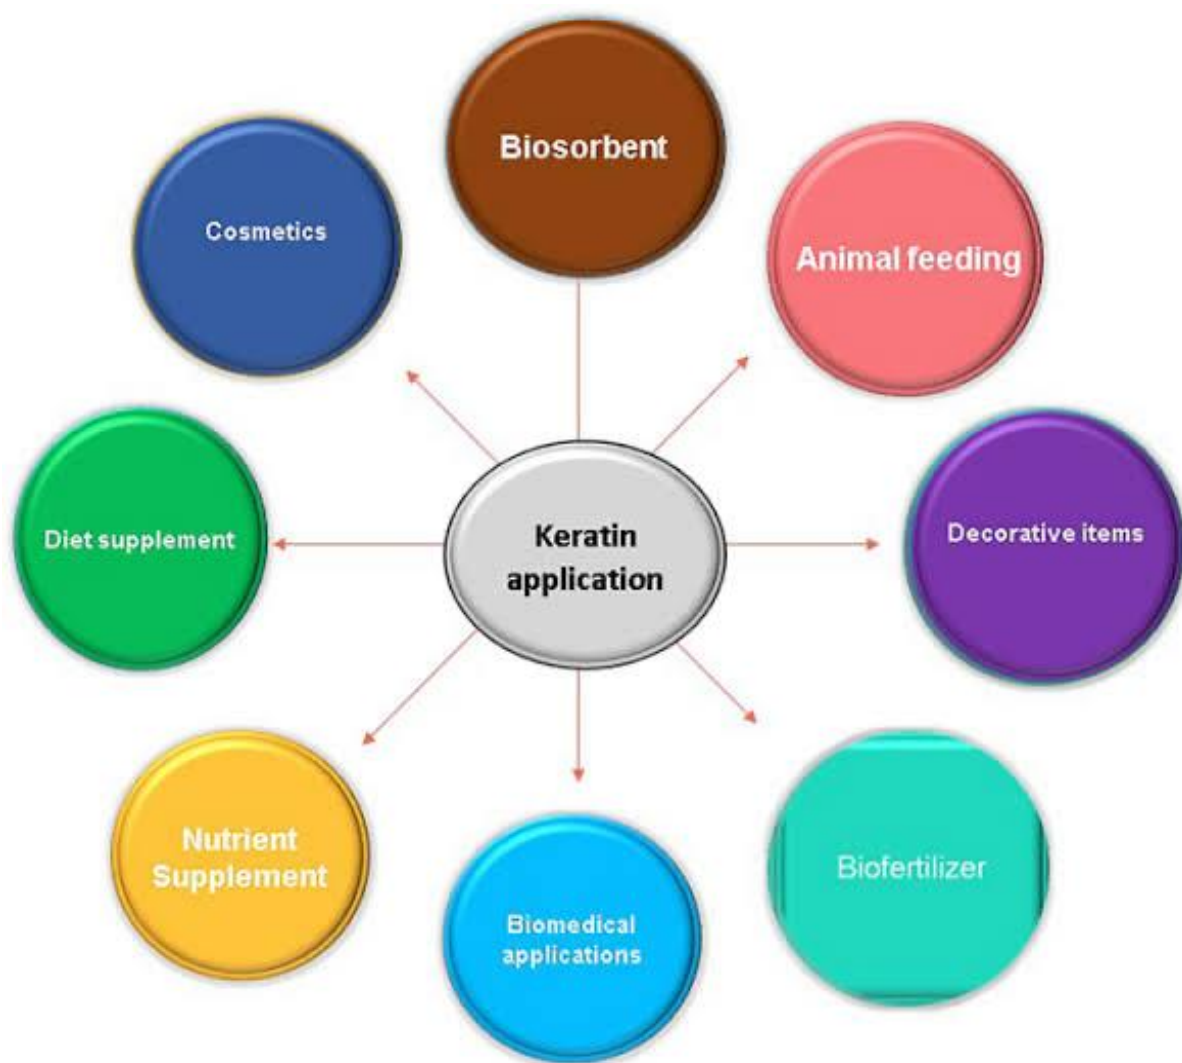 Biosorbent
Cosmetics
Animal feeding
Diet supplement
Keratin
application
Decorative items
Nutrient
Supplement
Biomedical
applications
Biofertilizer